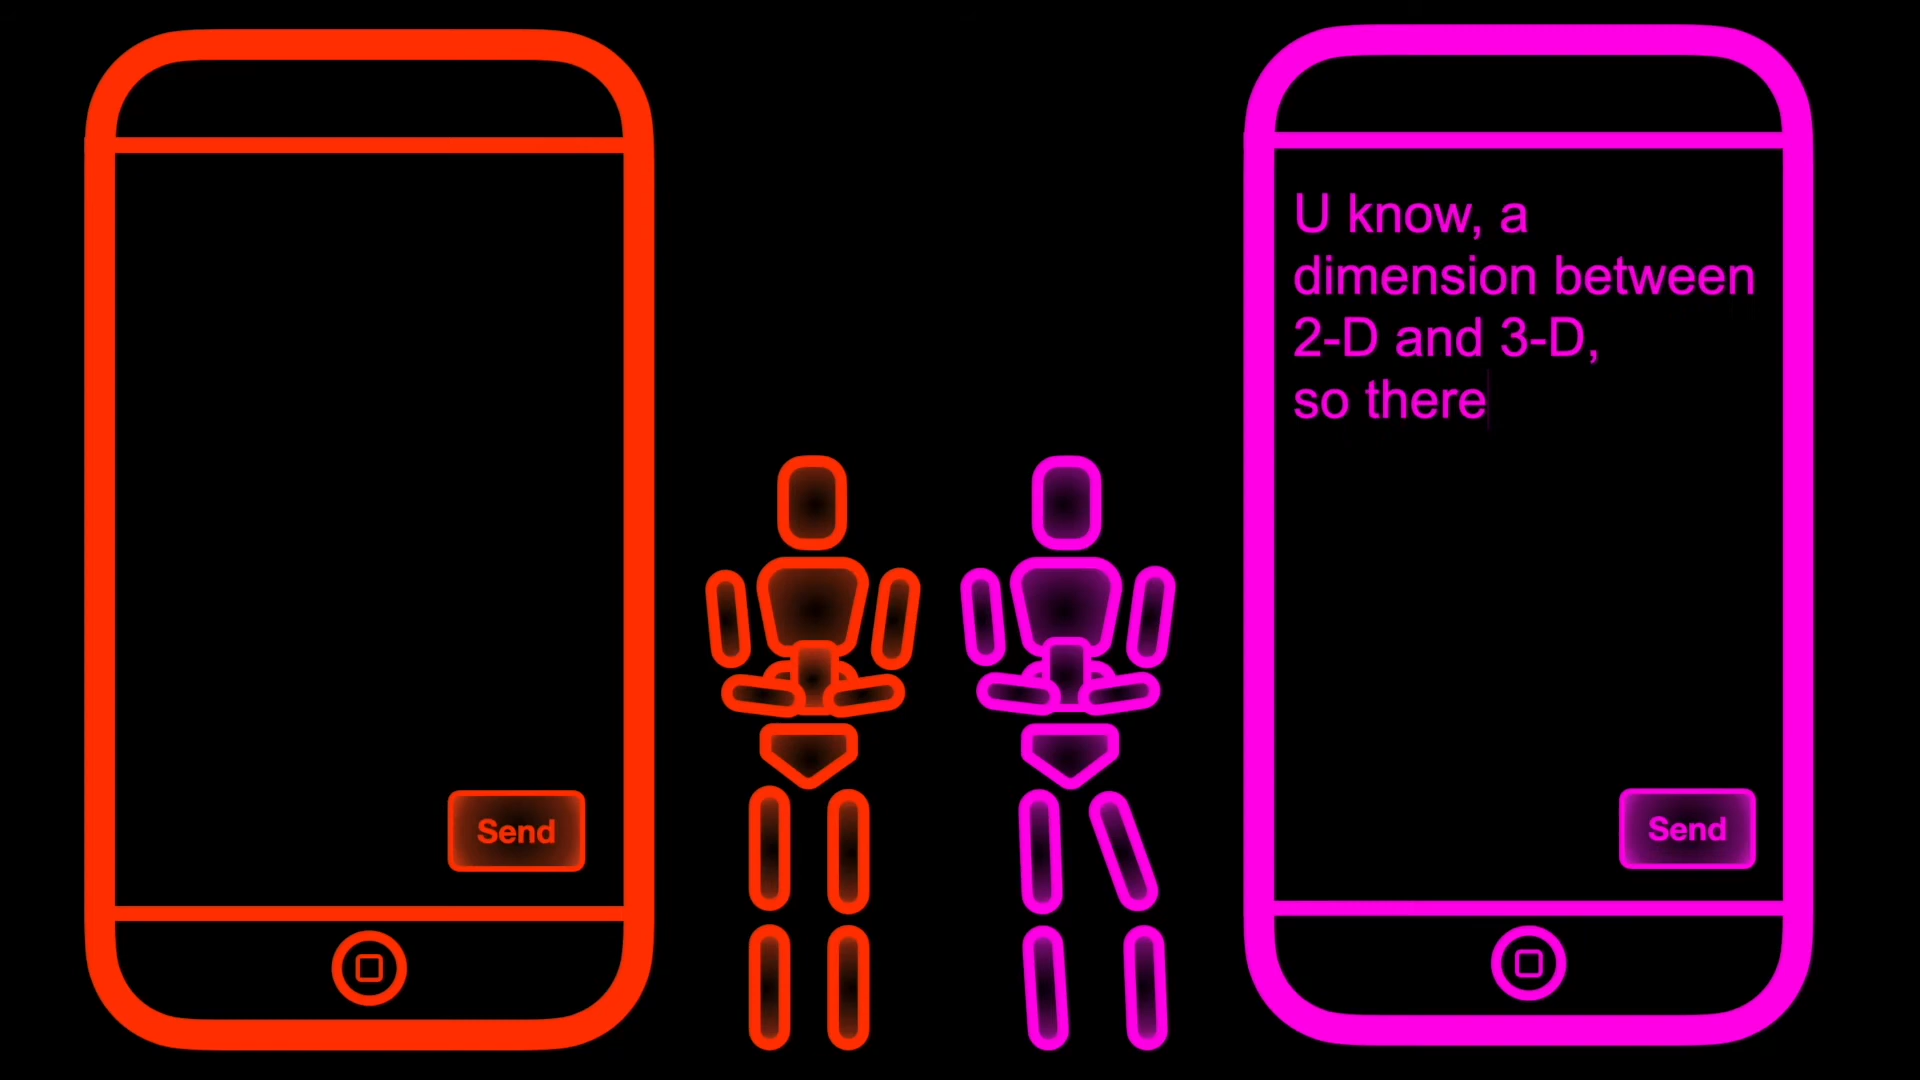 U know, a
dimension between
2-D and 3-D,
so there
Send
Send